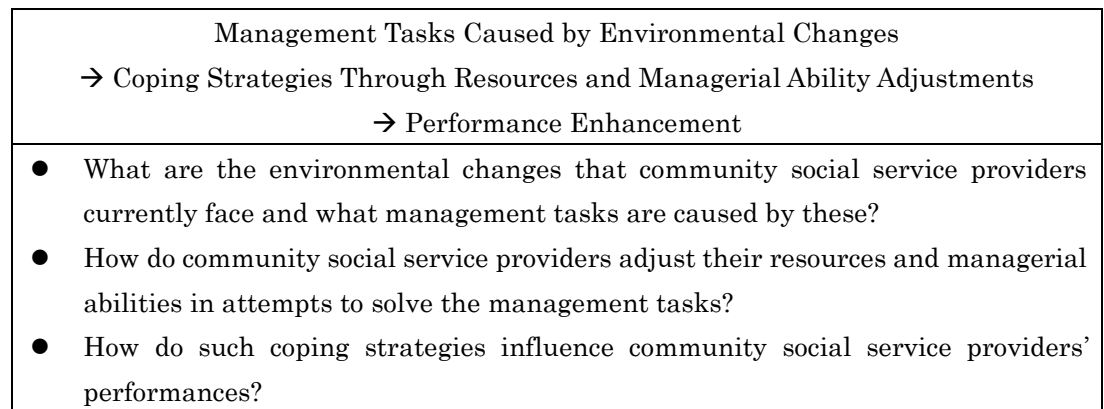 Management Tasks Caused by Environmental Changes
→ Coping Strategies Through Resources and Managerial Ability Adjustments
→ Performance Enhancement
● What are the environmental changes that community social service providers
currently face and what management tasks are caused by these?
● How do community social service providers adjust their resources and managerial
abilities in attempts to solve the management tasks?
● How do such coping strategies influence community social service providers’
performances?